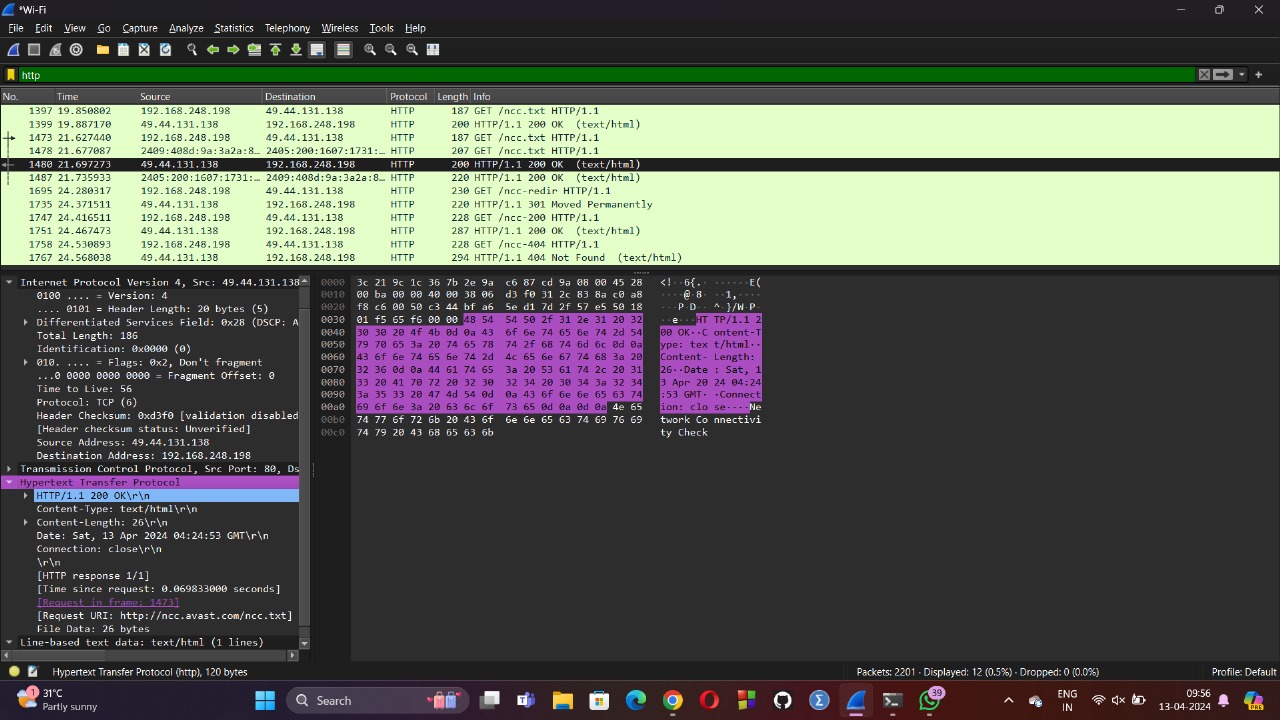 *Wi-Fi
File Edit View Go Capture Analyze Statistics Telephony Wireless Tools Help
http
No. Time Source Destination Protocol Length Info
1397 19.850802 192.168.248.198 49.44.131.138 HTTP 187 GET /ncc.txt HTTP/1.1
1399 19.887170 49.44.131.138 192.168.248.198 HTTP 200 HTTP/1.1 200 OK (text/html)
1473 21.627440 192.168.248.198 49.44.131.138 HTTP 187 GET /ncc.txt HTTP/1.1
1478 21.677087 2409:408d:9a:3a2a:8… 2405:200:1607:1731:… HTTP 207 GET /ncc.txt HTTP/1.1
1480 21.697273 49.44.131.138 192.168.248.198 HTTP 200 HTTP/1.1 200 OK (text/html)
1487 21.735933 2405:200:1607:1731:… 2409:408d:9a:3a2a:8… HTTP 220 HTTP/1.1 200 OK (text/html)
1695 24.280317 192.168.248.198 49.44.131.138 HTTP 230 GET /ncc-redir HTTP/1.1
1735 24.371511 49.44.131.138 192.168.248.198 HTTP 220 HTTP/1.1 301 Moved Permanently
1747 24.416511 192.168.248.198 49.44.131.138 HTTP 228 GET /ncc-200 HTTP/1.1
1751 24.467473 49.44.131.138 192.168.248.198 HTTP 287 HTTP/1.1 200 OK (text/html)
1758 24.530893 192.168.248.198 49.44.131.138 HTTP 228 GET /ncc-404 HTTP/1.1
1767 24.568038 49.44.131.138 192.168.248.198 HTTP 294 HTTP/1.1 404 Not Found (text/html)
Internet Protocol Version 4, Src: 49.44.131.138
0100 .... = Version: 4
.... 0101 = Header Length: 20 bytes (5)
Differentiated Services Field: 0x28 (DSCP: A
Total Length: 186
Identification: 0x0000 (0)
010. .... = Flags: 0x2, Don't fragment
...0 0000 0000 0000 = Fragment Offset: 0
Time to Live: 56
Protocol: TCP (6)
Header Checksum: 0xd3f0 [validation disabled
[Header checksum status: Unverified]
Source Address: 49.44.131.138
Destination Address: 192.168.248.198
Transmission Control Protocol, Src Port: 80, Ds
Hypertext Transfer Protocol
HTTP/1.1 200 OK\r\n
Content-Type: text/html\r\n
Content-Length: 26\r\n
Date: Sat, 13 Apr 2024 04:24:53 GMT\r\n
Connection: close\r\n
\r\n
[HTTP response 1/1]
[Time since request: 0.069833000 seconds]
[Request in frame: 1473]
[Request URI: http://ncc.avast.com/ncc.txt]
File Data: 26 bytes
Line-based text data: text/html (1 lines)
0000 3c 21 9c 1c 36 7b 2e 9a c6 87 cd 9a 08 00 45 28 <!··6{.· ······E(
0010 00 ba 00 00 40 00 38 06 d3 f0 31 2c 83 8a c0 a8 ····@·8· ··1,····
0020 f8 c6 00 50 c3 44 bf a6 5e d1 7d 2f 57 e5 50 18 ···P·D·· ^·}/W·P·
0030 01 f5 65 f6 00 00 48 54 54 50 2f 31 2e 31 20 32 ··e···HT TP/1.1 2
0040 30 30 20 4f 4b 0d 0a 43 6f 6e 74 65 6e 74 2d 54 00 OK··C ontent-T
0050 79 70 65 3a 20 74 65 78 74 2f 68 74 6d 6c 0d 0a ype: tex t/html··
0060 43 6f 6e 74 65 6e 74 2d 4c 65 6e 67 74 68 3a 20 Content- Length:
0070 32 36 0d 0a 44 61 74 65 3a 20 53 61 74 2c 20 31 26··Date : Sat, 1
0080 33 20 41 70 72 20 32 30 32 34 20 30 34 3a 32 34 3 Apr 20 24 04:24
0090 3a 35 33 20 47 4d 54 0d 0a 43 6f 6e 6e 65 63 74 :53 GMT· ·Connect
00a0 69 6f 6e 3a 20 63 6c 6f 73 65 0d 0a 0d 0a 4e 65 ion: clo se····Ne
00b0 74 77 6f 72 6b 20 43 6f 6e 6e 65 63 74 69 76 69 twork Co nnectivi
00c0 74 79 20 43 68 65 63 6b ty Check
Hypertext Transfer Protocol (http), 120 bytes
Packets: 2201 · Displayed: 12 (0.5%) · Dropped: 0 (0.0%)
Profile: Default
1
31°C
Partly sunny
Search
39
ENG
IN
09:56
13-04-2024
PRE